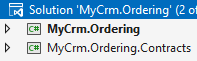 Solution 'MyCrm.Ordering' (2 of
C# MyCrm.Ordering
C# MyCrm.Ordering.Contracts